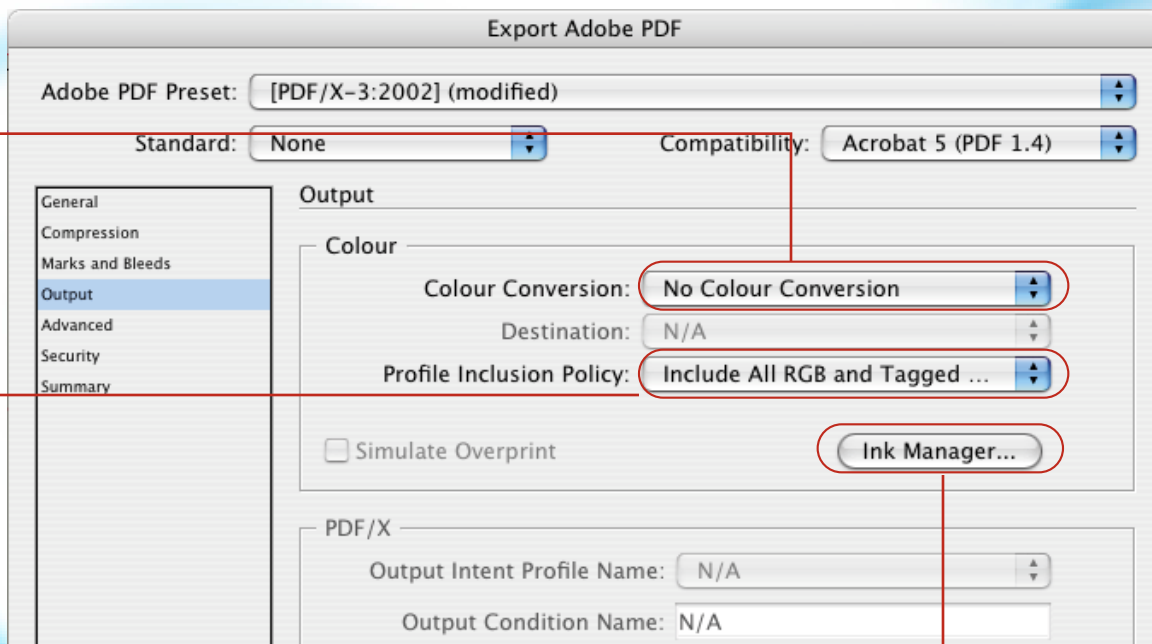 Export Adobe PDF
Adobe PDF Preset: [PDF/X-3:2002] (modified)
Standard: None Compatibility: Acrobat 5 (PDF 1.4)
General
Compression
Marks and Bleeds
Output
Advanced
Security
Summary
Output
Colour
Colour Conversion: No Colour Conversion
Destination: N/A
Profile Inclusion Policy: Include All RGB and Tagged ...
Simulate Overprint Ink Manager...
PDF/X
Output Intent Profile Name: N/A
Output Condition Name: N/A